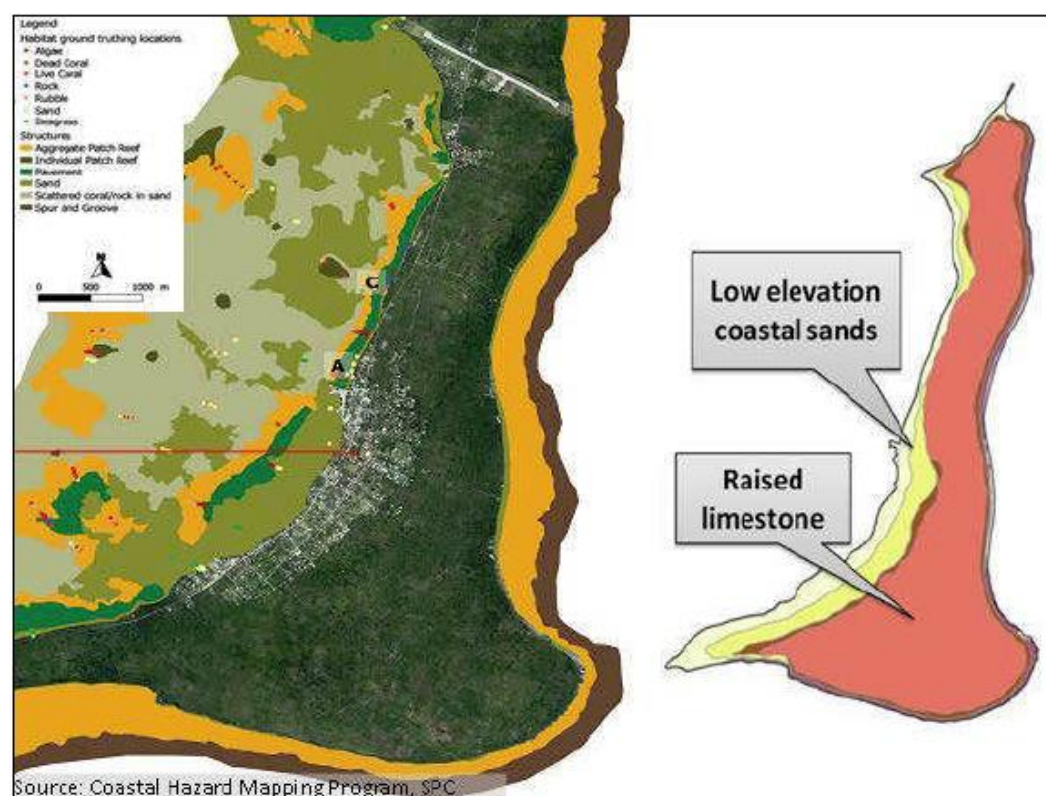 Legend
Habitat ground truthing locations
Algae
Dead Coral
Live Coral
Rock
Rubble
Sand
Seagrass
Structures
Aggregate Patch Reef
Individual Patch Reef
Pavement
Sand
Scattered coral/rock in sand
Spur and Groove
N
0 500 1000 m
C
A
Low elevation
coastal sands
Raised
limestone
Source: Coastal Hazard Mapping Program, SPC